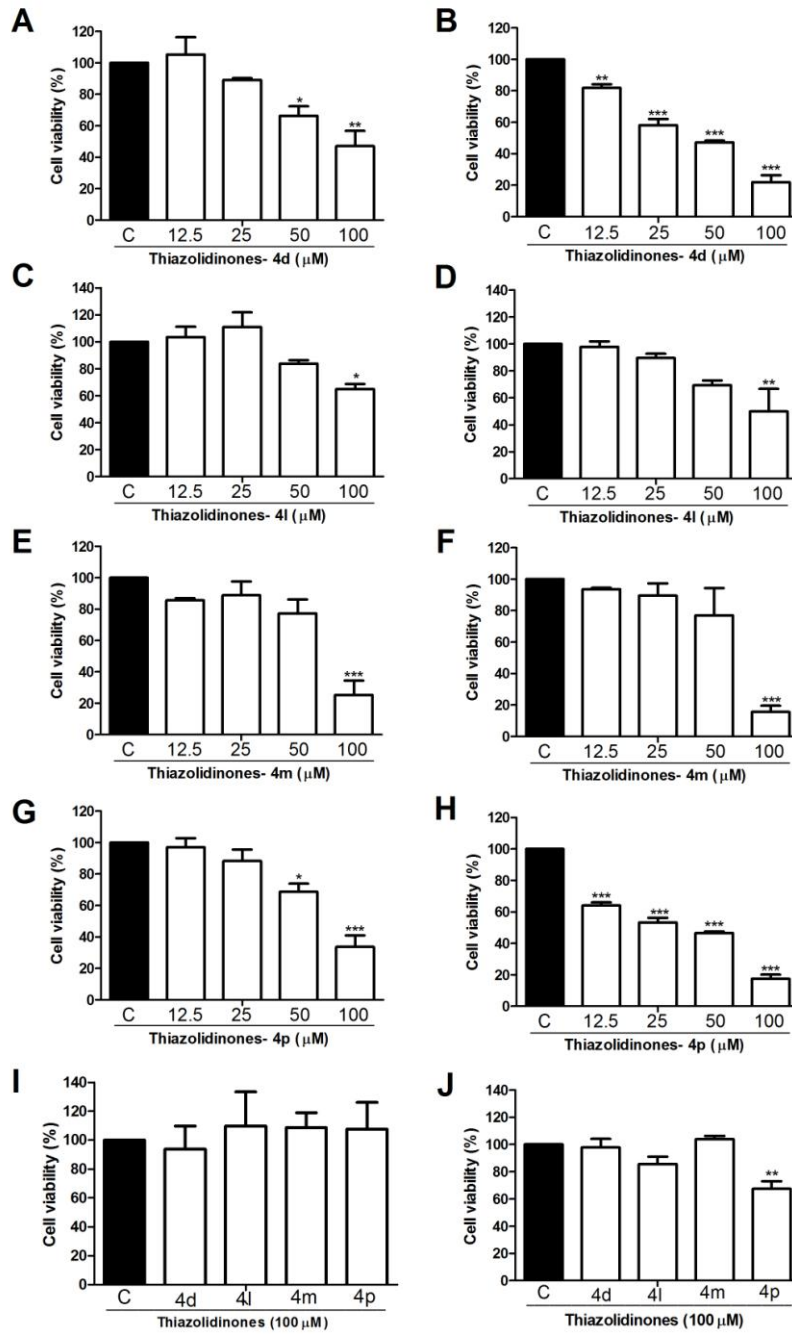 A
Cell viability (%)
120
100
80
60
40
20
0
*
**
C 12.5 25 50 100
Thiazolidinones- 4d (μM)
B
Cell viability (%)
120
100
80
60
40
20
0
**
***
***
***
C 12.5 25 50 100
Thiazolidinones- 4d (μM)
C
Cell viability (%)
140
120
100
80
60
40
20
0
*
C 12.5 25 50 100
Thiazolidinones- 4l (μM)
D
Cell viability (%)
140
120
100
80
60
40
20
0
**
C 12.5 25 50 100
Thiazolidinones- 4l (μM)
E
Cell viability (%)
120
100
80
60
40
20
0
***
C 12.5 25 50 100
Thiazolidinones- 4m (μM)
F
Cell viability (%)
120
100
80
60
40
20
0
***
C 12.5 25 50 100
Thiazolidinones- 4m (μM)
G
Cell viability (%)
120
100
80
60
40
20
0
*
***
C 12.5 25 50 100
Thiazolidinones- 4p (μM)
H
Cell viability (%)
120
100
80
60
40
20
0
***
***
***
***
C 12.5 25 50 100
Thiazolidinones- 4p (μM)
I
Cell viability (%)
140
120
100
80
60
40
20
0
C 4d 4l 4m 4p
Thiazolidinones (100 μM)
J
Cell viability (%)
140
120
100
80
60
40
20
0
**
C 4d 4l 4m 4p
Thiazolidinones (100 μM)